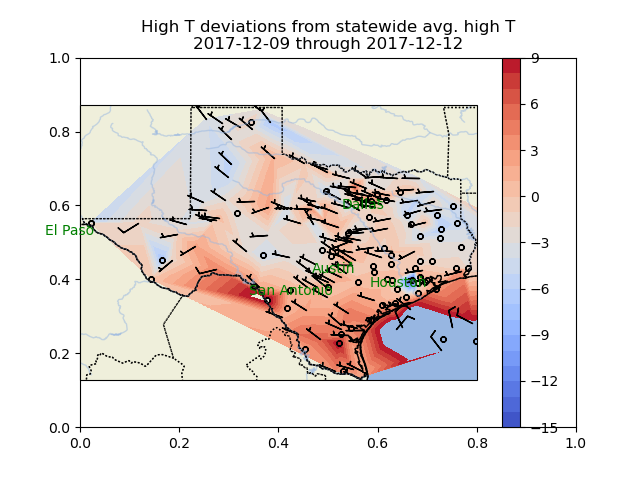 High T deviations from statewide avg. high T
2017-12-09 through 2017-12-12
1.0
0.8
0.6
0.4
0.2
0.0
0.0 0.2 0.4 0.6 0.8 1.0
9
6
3
0
−3
−6
−9
−12
−15
Dallas
El Paso
Austin
San Antonio
Houston